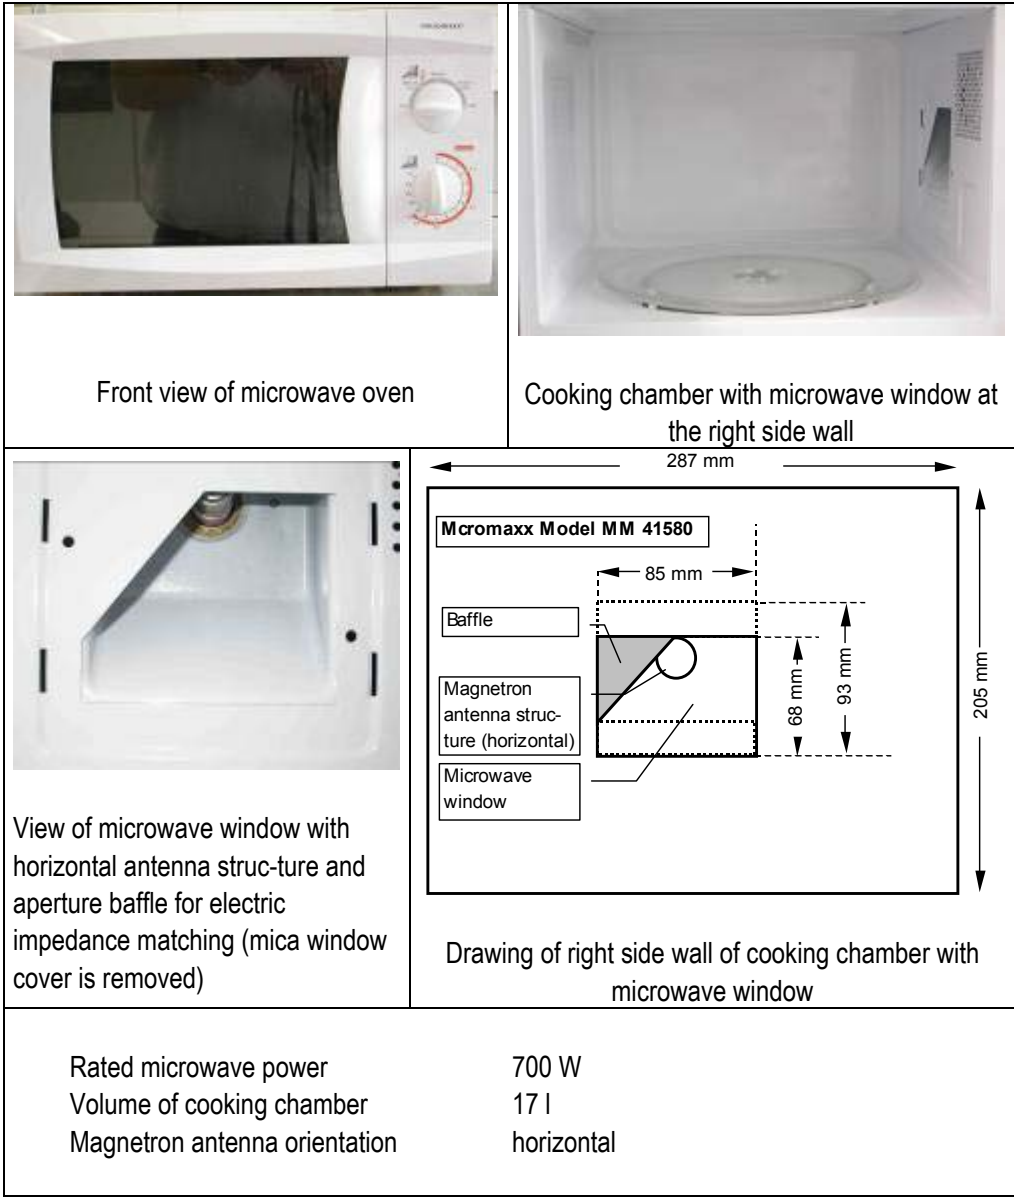 Front view of microwave oven
Cooking chamber with microwave window at
the right side wall
View of microwave window with
horizontal antenna struc-ture and
aperture baffle for electric
impedance matching (mica window
cover is removed)
287 mm
Mcromaxx Model MM 41580
85 mm
Baffle
Magnetron
antenna struc-
ture (horizontal)
Microwave
window
68 mm
93 mm
205 mm
Drawing of right side wall of cooking chamber with
microwave window
Rated microwave power 700 W
Volume of cooking chamber 17 l
Magnetron antenna orientation horizontal